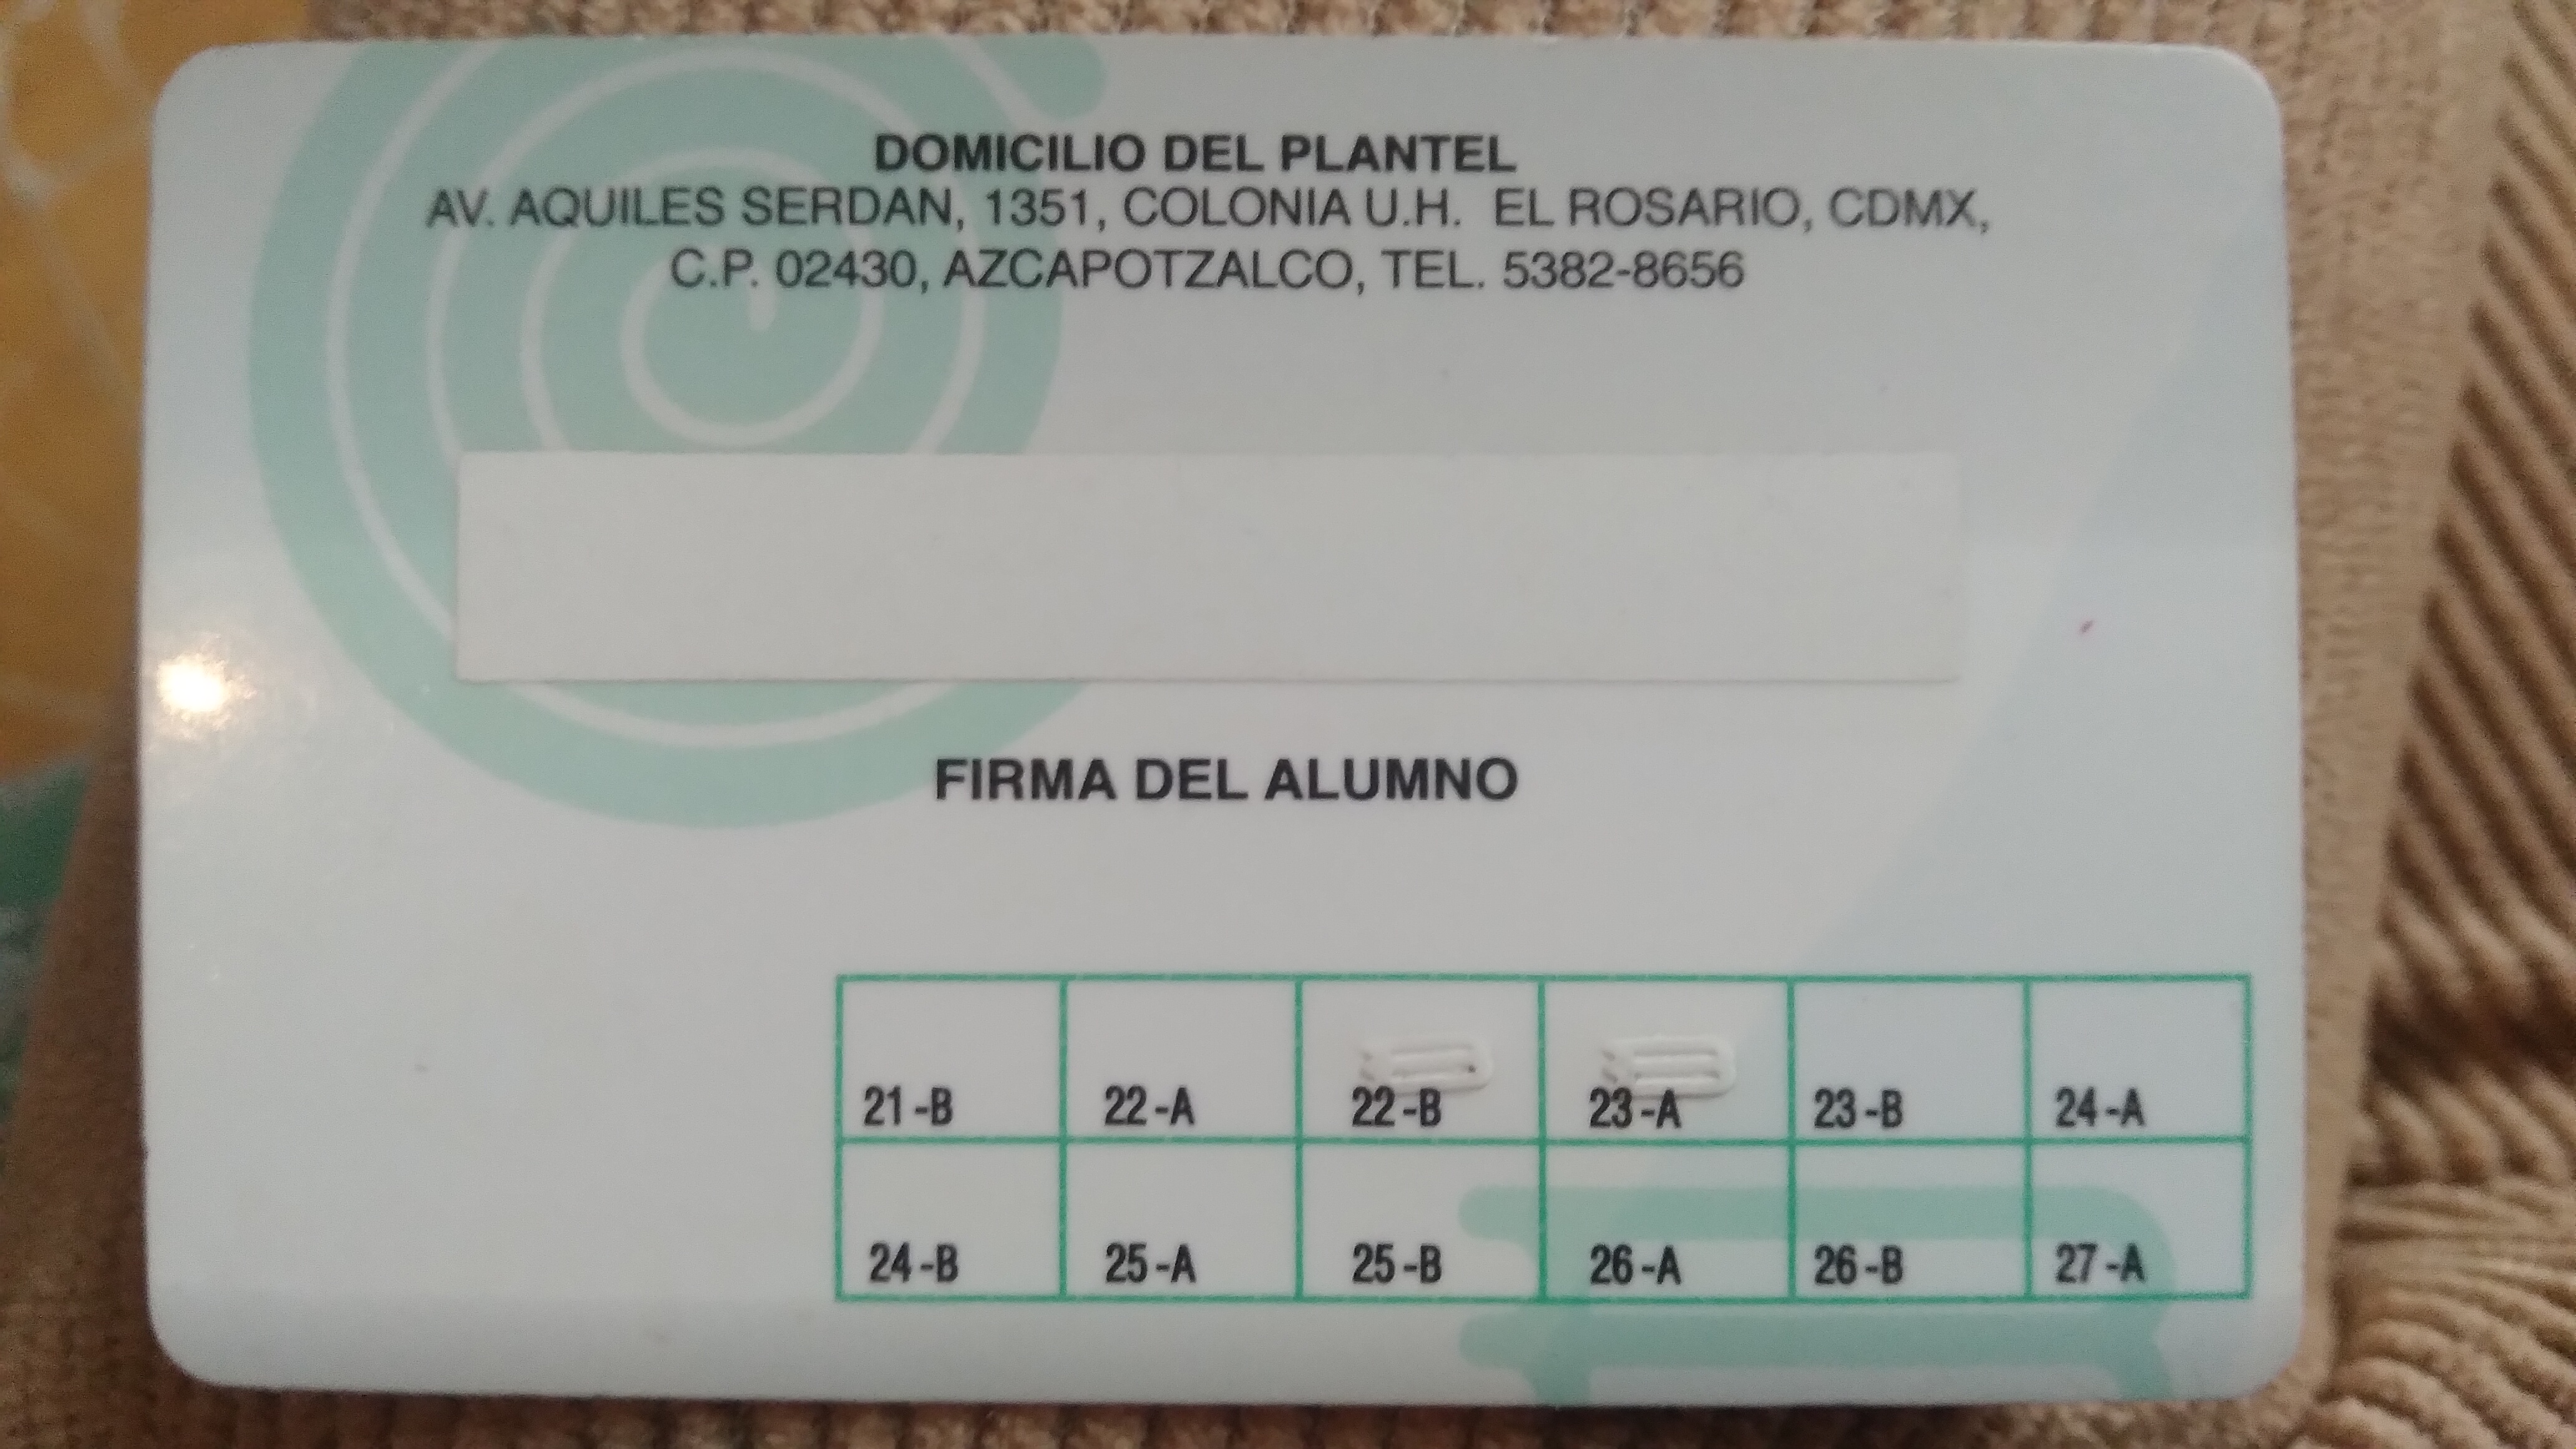 DOMICILIO DEL PLANTEL
AV. AQUILES SERDAN, 1351, COLONIA U.H. EL ROSARIO, CDMX,
C.P. 02430, AZCAPOTZALCO, TEL. 5382-8656
FIRMA DEL ALUMNO
21-B 22-A 22-B 23-A 23-B 24-A
24-B 25-A 25-B 26-A 26-B 27-A